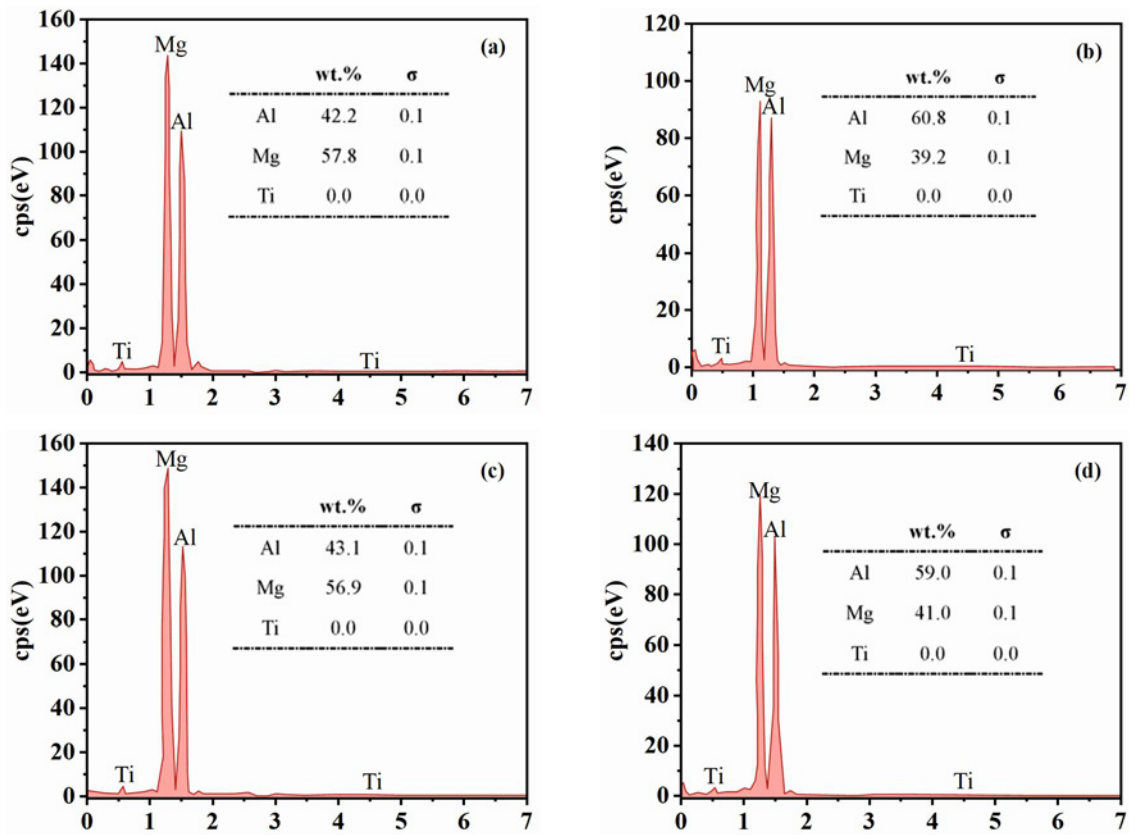 (a)
cps(eV)
160
140
120
100
80
60
40
20
0
Mg
Al
Ti
Ti
wt.% σ
Al 42.2 0.1
Mg 57.8 0.1
Ti 0.0 0.0
0 1 2 3 4 5 6 7
(b)
cps(eV)
120
100
80
60
40
20
0
Mg
Al
Ti
Ti
wt.% σ
Al 60.8 0.1
Mg 39.2 0.1
Ti 0.0 0.0
0 1 2 3 4 5 6 7
(c)
cps(eV)
160
140
120
100
80
60
40
20
0
Mg
Al
Ti
Ti
wt.% σ
Al 43.1 0.1
Mg 56.9 0.1
Ti 0.0 0.0
0 1 2 3 4 5 6 7
(d)
cps(eV)
140
120
100
80
60
40
20
0
Mg
Al
Ti
Ti
wt.% σ
Al 59.0 0.1
Mg 41.0 0.1
Ti 0.0 0.0
0 1 2 3 4 5 6 7